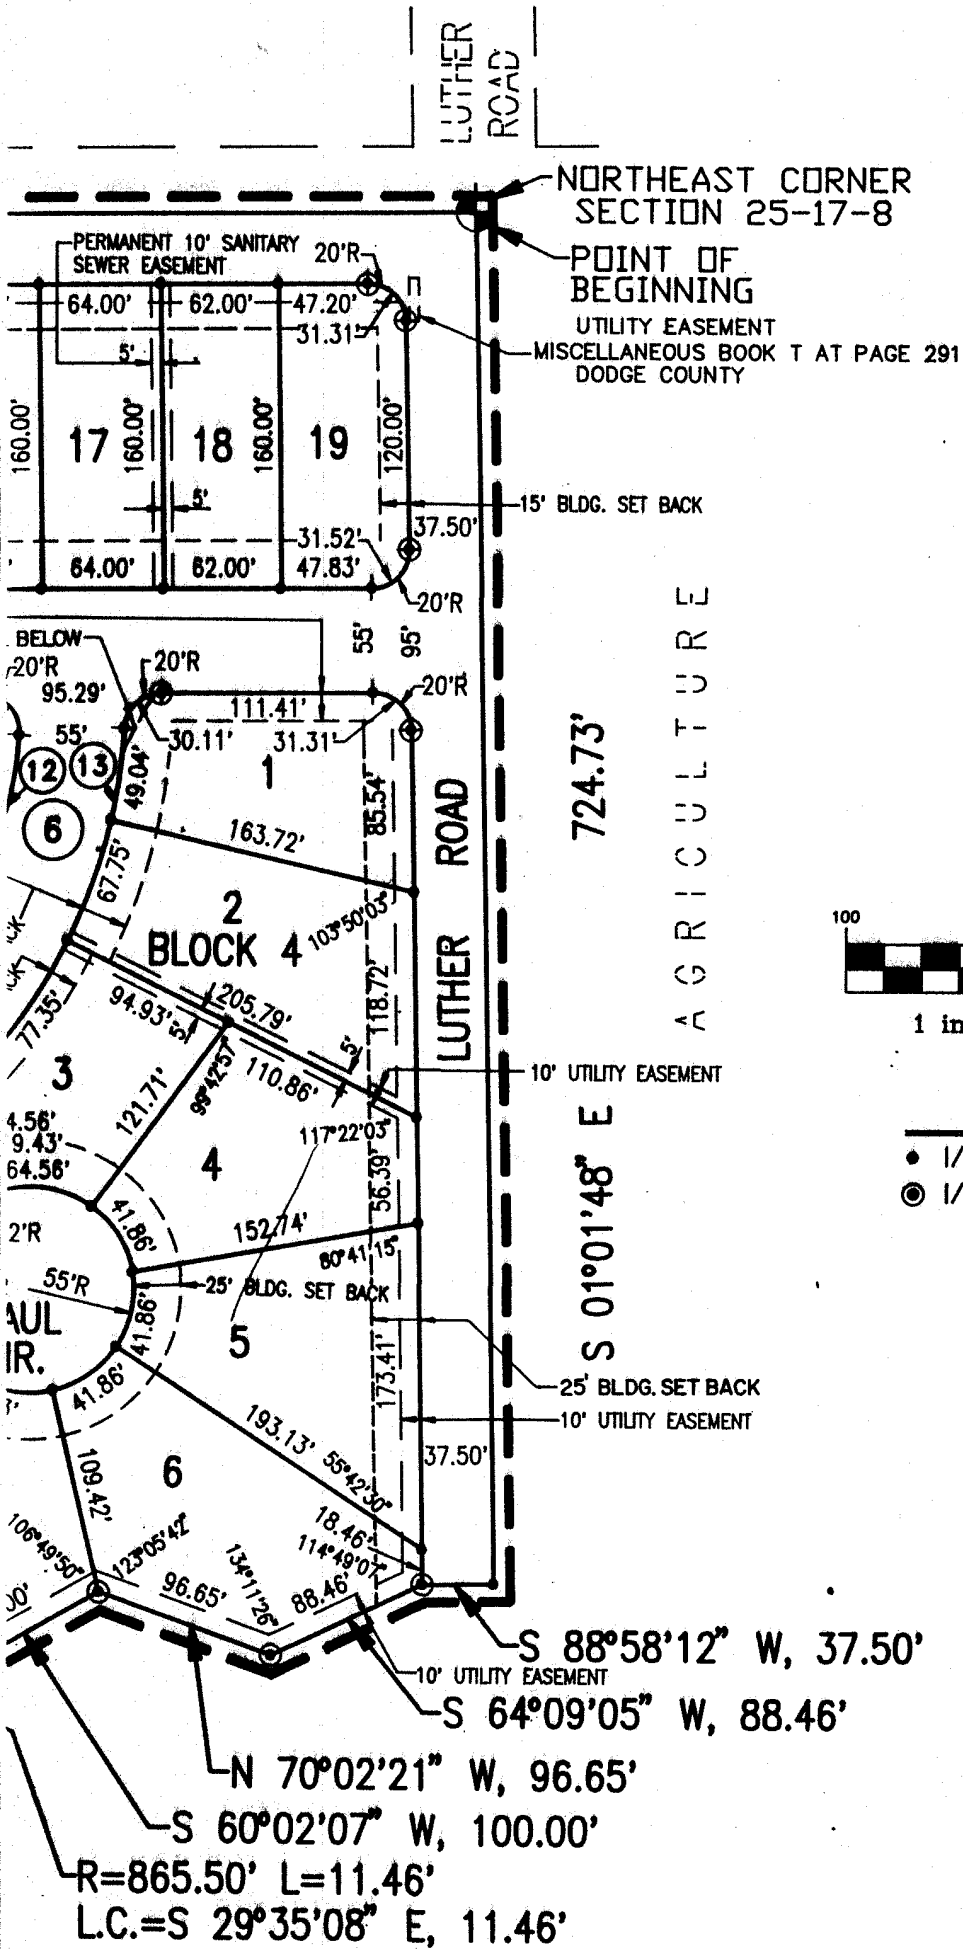 LUTHER
ROAD
NORTHEAST CORNER
SECTION 25-17-8
POINT OF
BEGINNING
UTILITY EASEMENT
MISCELLANEOUS BOOK T AT PAGE 291
DODGE COUNTY
PERMANENT 10' SANITARY
SEWER EASEMENT
20'R
64.00'
62.00'
47.20'
31.31'
5'
160.00'
17
160.00'
18
160.00'
19
120.00'
5'
15' BLDG. SET BACK
37.50'
31.52'
64.00'
62.00'
47.83'
20'R
BELOW
55'
95'
20'R
20'R
20'R
95.29'
111.41'
55'
30.11'
31.31'
1
12
13
49.04'
85.54'
6
163.72'
67.75'
2
BLOCK 4
103°50'03"
LUTHER ROAD
724.73'
AGRICULTURE
100
1 in
94.93'
205.79'
118.72'
5'
5'
77.35'
3
121.71'
99°42'57"
110.86'
10' UTILITY EASEMENT
117°22'03"
4
56.39'
4.56'
9.43'
64.56'
41.86'
152.74'
80°41'15"
2'R
55'R
25' BLDG. SET BACK
41.86'
AUL
IR.
5
173.41'
S 01°01'48" E
1/
1/
25' BLDG. SET BACK
10' UTILITY EASEMENT
41.86'
193.13'
55°42'30"
37.50'
109.42'
6
18.46'
114°49'07"
106°49'50"
123°05'42"
134°11'26"
96.65'
88.46'
S 88°58'12" W, 37.50'
10' UTILITY EASEMENT
S 64°09'05" W, 88.46'
N 70°02'21" W, 96.65'
S 60°02'07" W, 100.00'
R=865.50' L=11.46'
L.C.=S 29°35'08" E, 11.46'